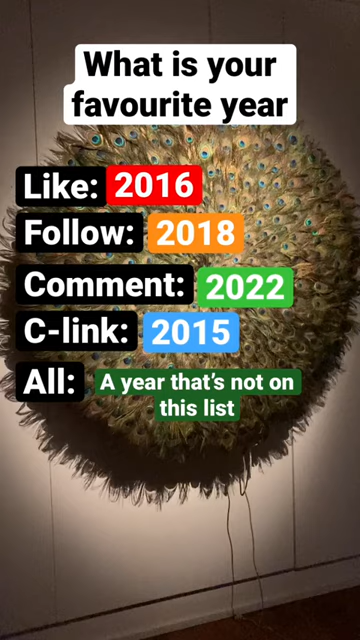 What is your
favourite year
Like: 2016
Follow: 2018
Comment: 2022
C-link: 2015
All: A year that's not on
this list